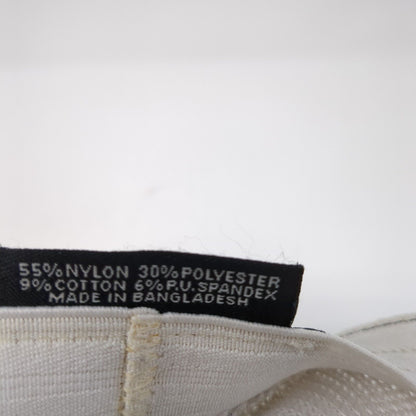 55% NYLON 30% POLYESTER
9% COTTON 6% P.U. SPANDEX
MADE IN BANGLADESH